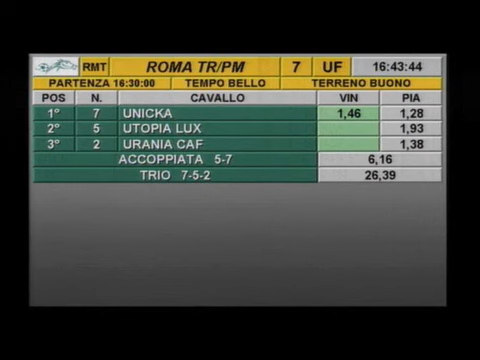 RMT ROMA TR/PM 7 UF 16:43:44
PARTENZA 16:30:00 TEMPO BELLO TERRENO BUONO
POS N. CAVALLO VIN PIA
1° 7 UNICKA 1,46 1,28
2° 5 UTOPIA LUX 1,93
3° 2 URANIA CAF 1,38
ACCOPPIATA 5-7 6,16
TRIO 7-5-2 26,39